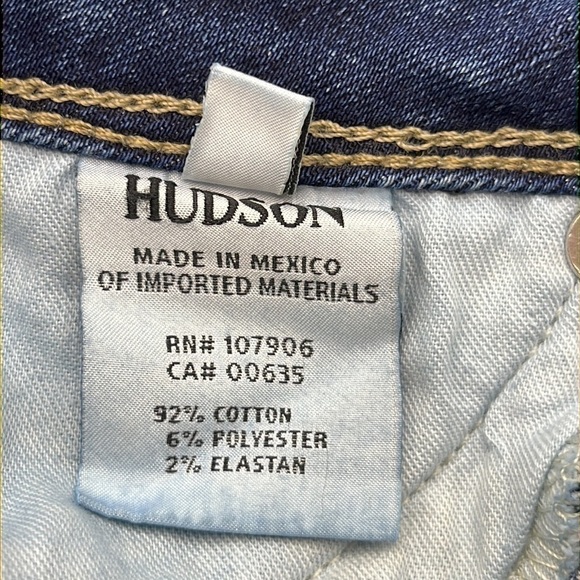 HUDSON
MADE IN MEXICO
OF IMPORTED MATERIALS
RN# 107906
CA# 00635
92% COTTON
6% POLYESTER
2% ELASTAN